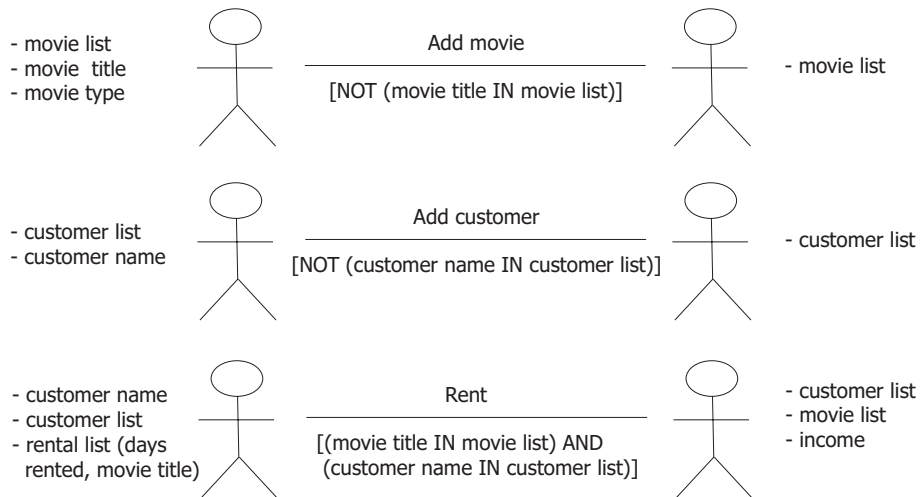 - movie list
- movie title
- movie type
Add movie
[NOT (movie title IN movie list)]
- movie list
- customer list
- customer name
Add customer
[NOT (customer name IN customer list)]
- customer list
- customer name
- customer list
- rental list (days
rented, movie title)
Rent
[(movie title IN movie list) AND
(customer name IN customer list)]
- customer list
- movie list
- income